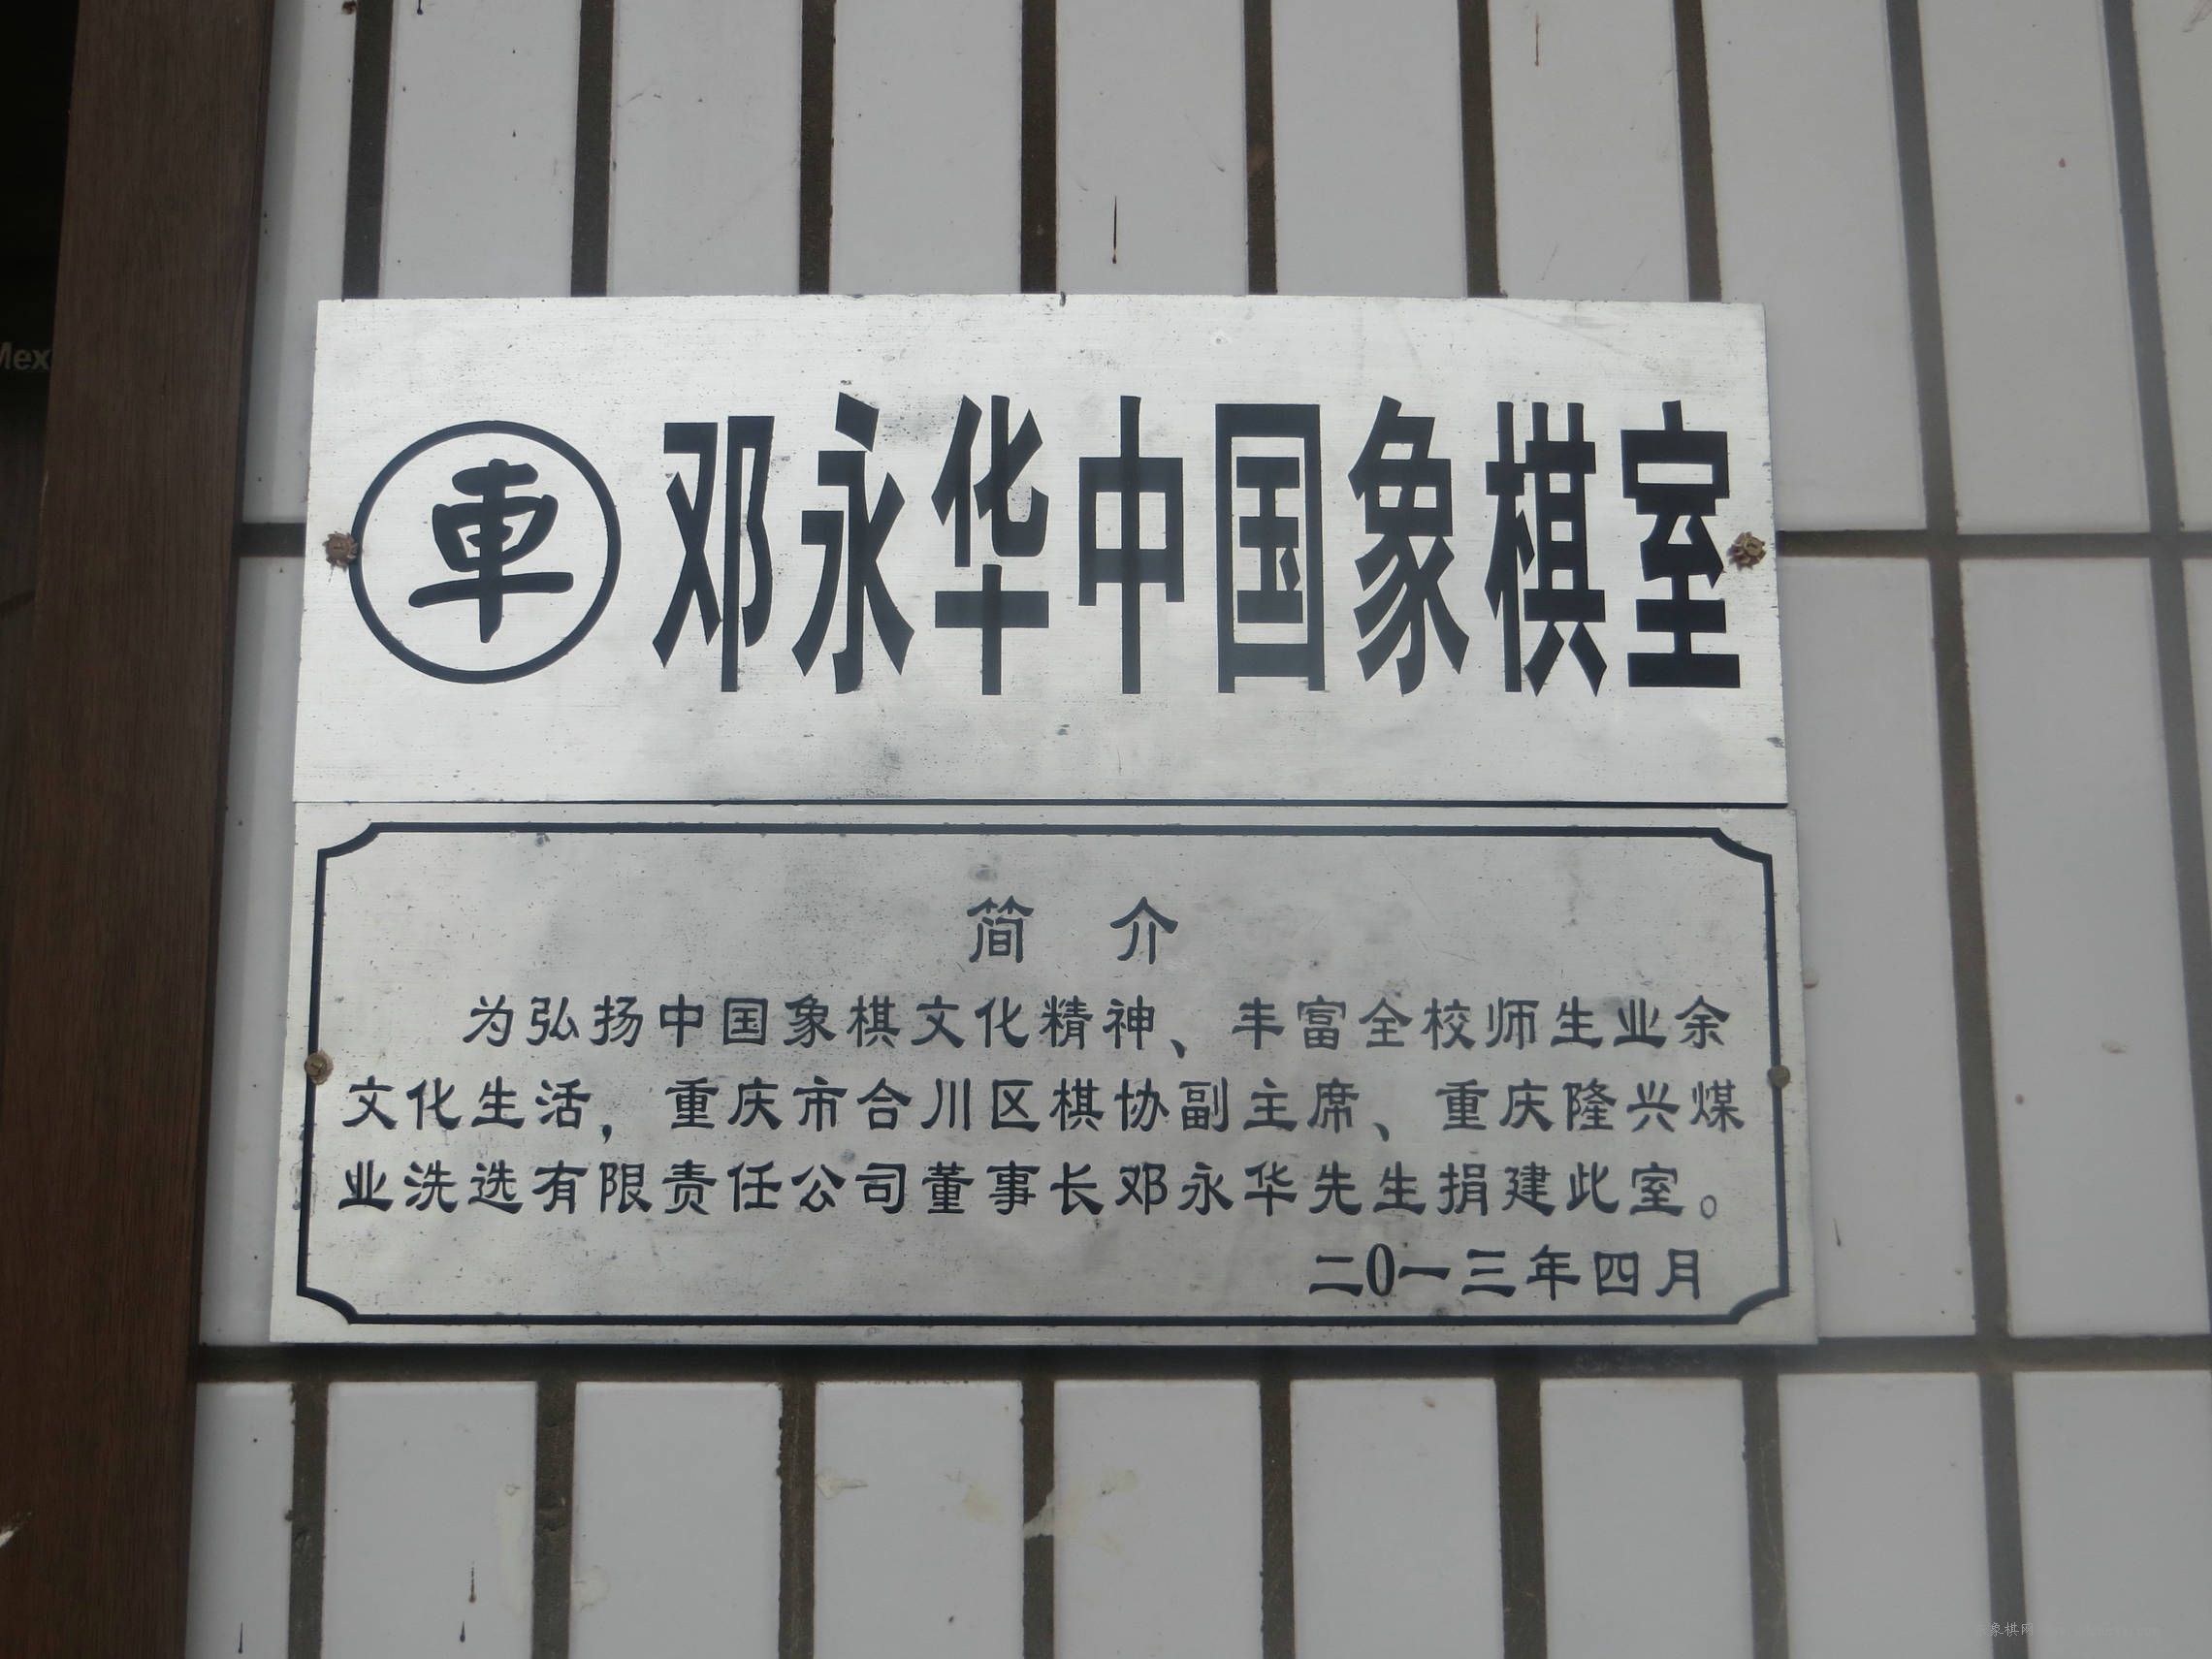 車 邓永华中国象棋室
简 介
为弘扬中国象棋文化精神、丰富全校师生业余
文化生活，重庆市合川区棋协副主席、重庆隆兴煤
业洗选有限责任公司董事长邓永华先生捐建此室。
二0一三年四月
Mex
象棋网